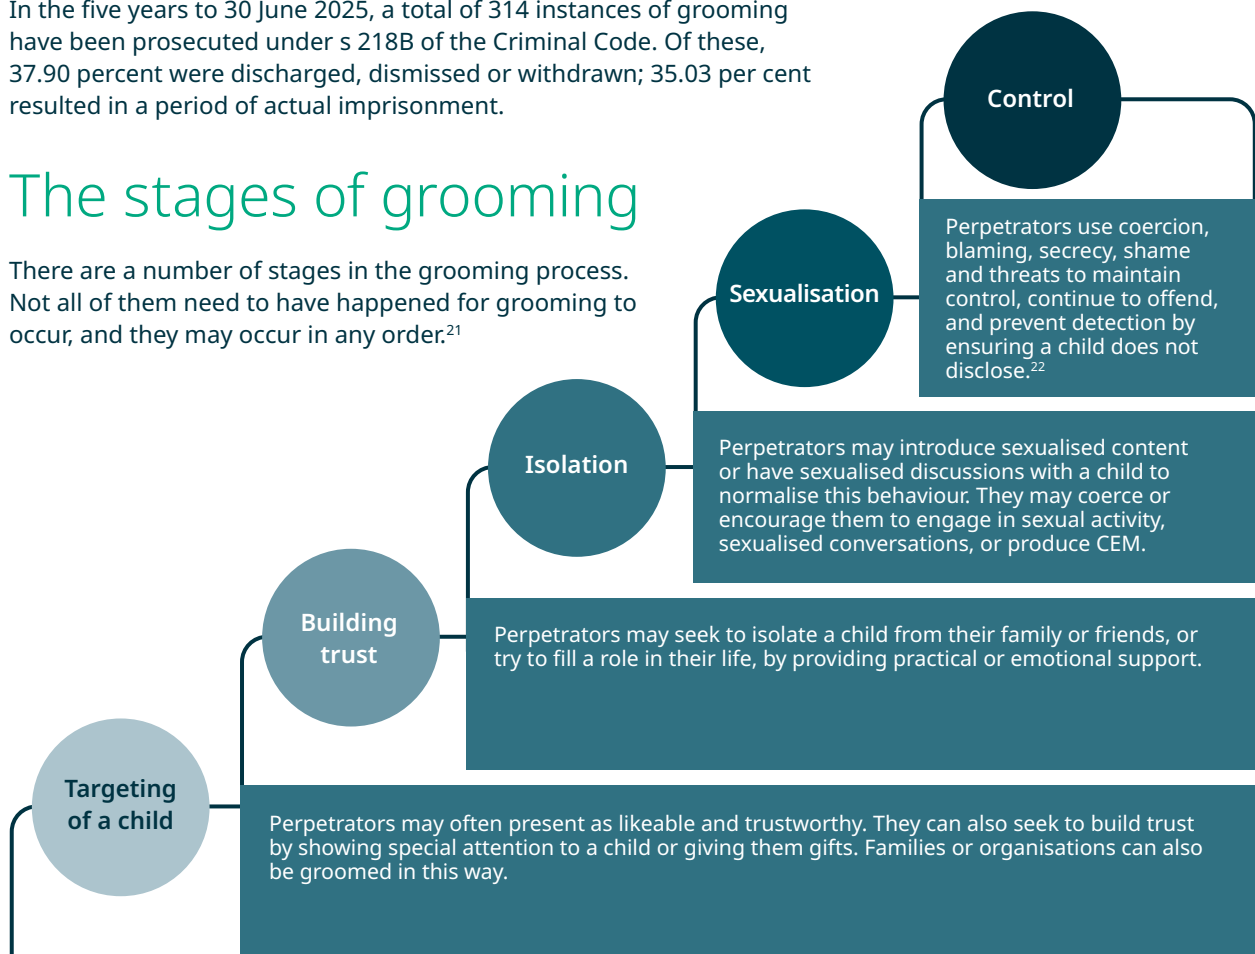 In the five years to 30 June 2025, a total of 314 instances of grooming
have been prosecuted under s 218B of the Criminal Code. Of these,
37.90 percent were discharged, dismissed or withdrawn; 35.03 per cent
resulted in a period of actual imprisonment.
The stages of grooming
There are a number of stages in the grooming process.
Not all of them need to have happened for grooming to
occur, and they may occur in any order.21
Control
Perpetrators use coercion,
blaming, secrecy, shame
and threats to maintain
control, continue to offend,
and prevent detection by
ensuring a child does not
disclose.22
Sexualisation
Perpetrators may introduce sexualised content
or have sexualised discussions with a child to
normalise this behaviour. They may coerce or
encourage them to engage in sexual activity,
sexualised conversations, or produce CEM.
Isolation
Perpetrators may seek to isolate a child from their family or friends, or
try to fill a role in their life, by providing practical or emotional support.
Building
trust
Perpetrators may often present as likeable and trustworthy. They can also seek to build trust
by showing special attention to a child or giving them gifts. Families or organisations can also
be groomed in this way.
Targeting
of a child